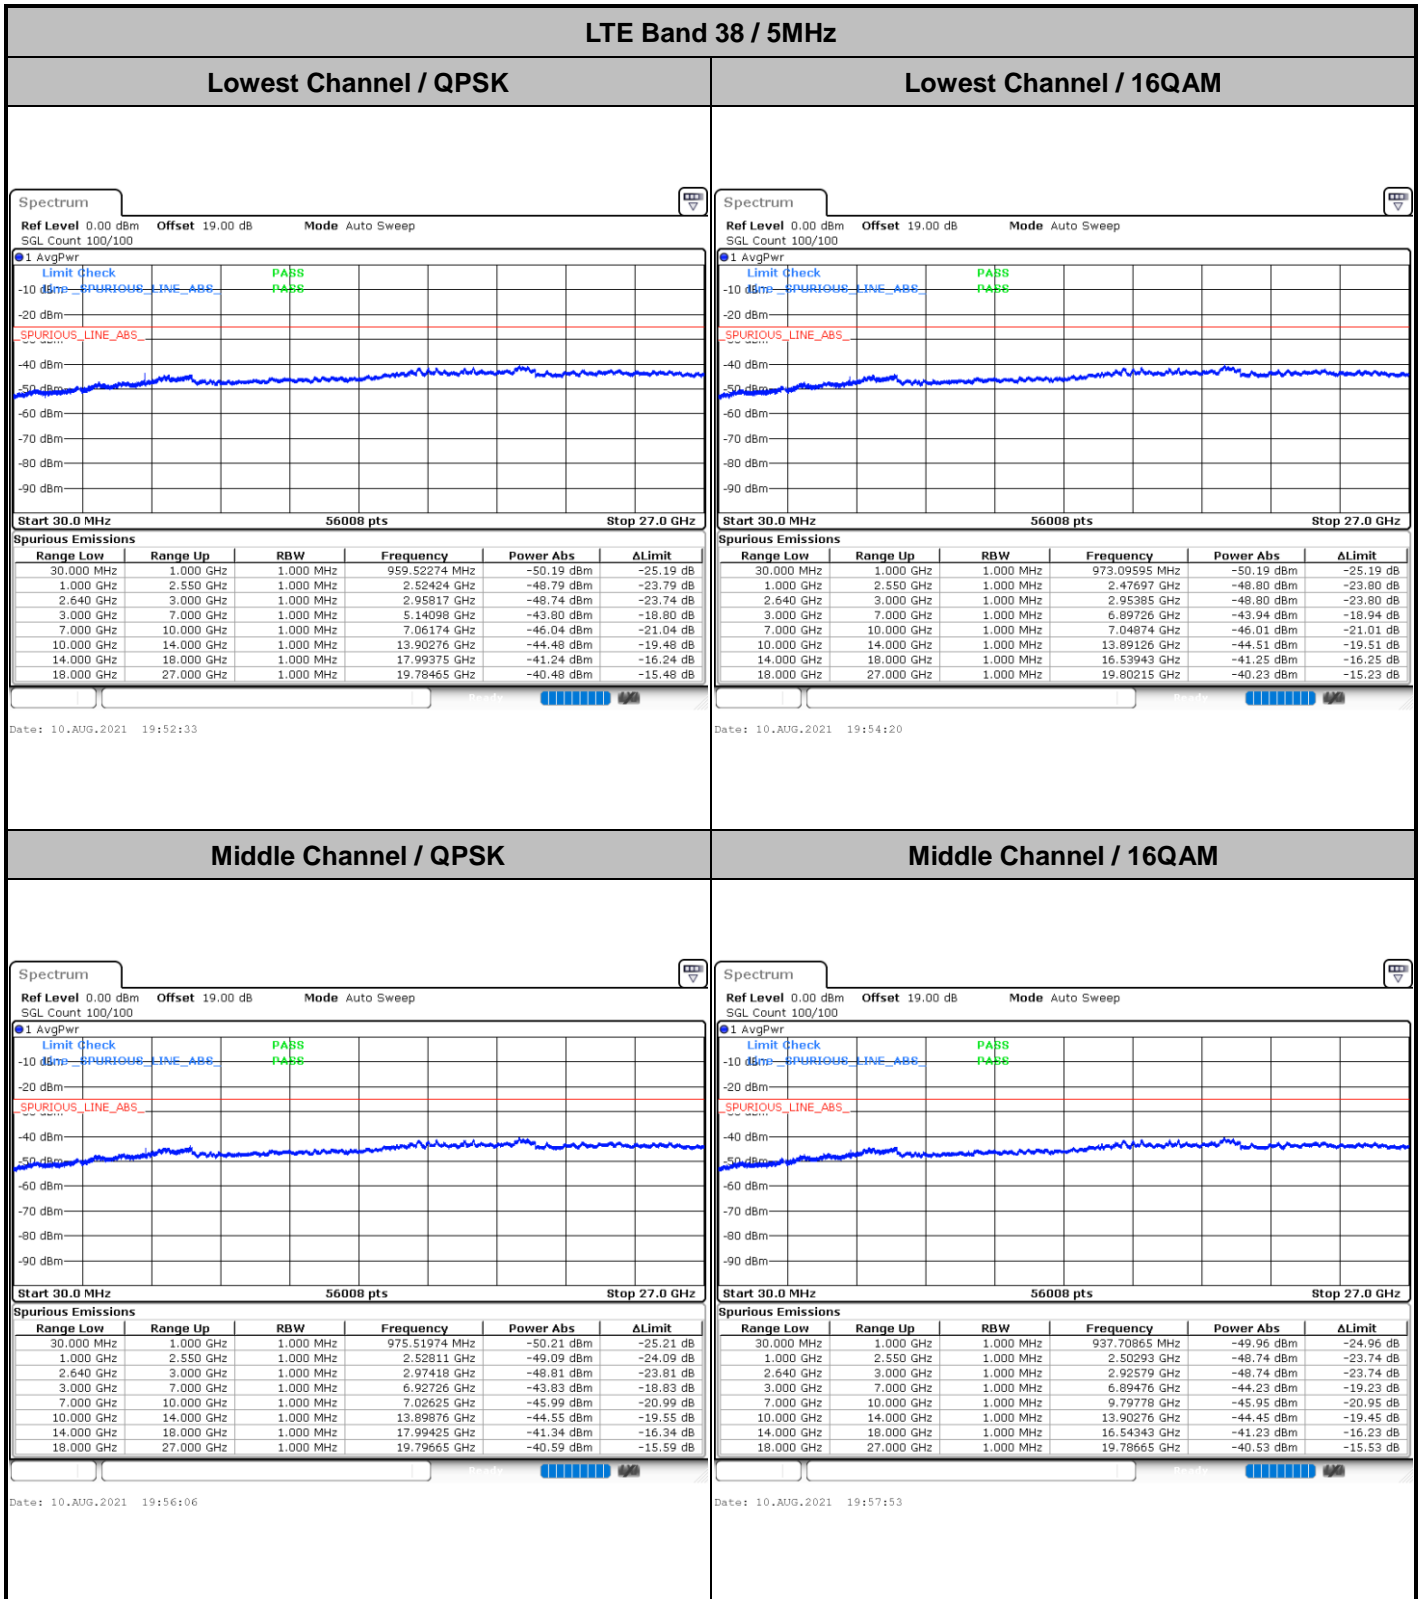 LTE Band 38 / 5MHz
Lowest Channel / QPSK
Lowest Channel / 16QAM
Spectrum
Ref Level 0.00 dBm Offset 19.00 dB Mode Auto Sweep
SGL Count 100/100
1 AvgPwr
Limit Check PASS
Line _SPURIOUS_LINE_ABS_ PASS
-10 dBm
-20 dBm
_SPURIOUS_LINE_ABS_
-40 dBm
-50 dBm
-60 dBm
-70 dBm
-80 dBm
-90 dBm
Start 30.0 MHz 56008 pts Stop 27.0 GHz
Spurious Emissions
Range Low Range Up RBW Frequency Power Abs ΔLimit
30.000 MHz 1.000 GHz 1.000 MHz 959.52274 MHz -50.19 dBm -25.19 dB
1.000 GHz 2.550 GHz 1.000 MHz 2.52424 GHz -48.79 dBm -23.79 dB
2.640 GHz 3.000 GHz 1.000 MHz 2.95817 GHz -48.74 dBm -23.74 dB
3.000 GHz 7.000 GHz 1.000 MHz 5.14098 GHz -43.80 dBm -18.80 dB
7.000 GHz 10.000 GHz 1.000 MHz 7.06174 GHz -46.04 dBm -21.04 dB
10.000 GHz 14.000 GHz 1.000 MHz 13.90276 GHz -44.48 dBm -19.48 dB
14.000 GHz 18.000 GHz 1.000 MHz 17.99375 GHz -41.24 dBm -16.24 dB
18.000 GHz 27.000 GHz 1.000 MHz 19.78465 GHz -40.48 dBm -15.48 dB
Date: 10.AUG.2021 19:52:33
Spectrum
Ref Level 0.00 dBm Offset 19.00 dB Mode Auto Sweep
SGL Count 100/100
1 AvgPwr
Limit Check PASS
Line _SPURIOUS_LINE_ABS_ PASS
-10 dBm
-20 dBm
_SPURIOUS_LINE_ABS_
-40 dBm
-50 dBm
-60 dBm
-70 dBm
-80 dBm
-90 dBm
Start 30.0 MHz 56008 pts Stop 27.0 GHz
Spurious Emissions
Range Low Range Up RBW Frequency Power Abs ΔLimit
30.000 MHz 1.000 GHz 1.000 MHz 973.09595 MHz -50.19 dBm -25.19 dB
1.000 GHz 2.550 GHz 1.000 MHz 2.47697 GHz -48.80 dBm -23.80 dB
2.640 GHz 3.000 GHz 1.000 MHz 2.95385 GHz -48.80 dBm -23.80 dB
3.000 GHz 7.000 GHz 1.000 MHz 6.89726 GHz -43.94 dBm -18.94 dB
7.000 GHz 10.000 GHz 1.000 MHz 7.04874 GHz -46.01 dBm -21.01 dB
10.000 GHz 14.000 GHz 1.000 MHz 13.89126 GHz -44.51 dBm -19.51 dB
14.000 GHz 18.000 GHz 1.000 MHz 16.53943 GHz -41.25 dBm -16.25 dB
18.000 GHz 27.000 GHz 1.000 MHz 19.80215 GHz -40.23 dBm -15.23 dB
Date: 10.AUG.2021 19:54:20
Middle Channel / QPSK
Middle Channel / 16QAM
Spectrum
Ref Level 0.00 dBm Offset 19.00 dB Mode Auto Sweep
SGL Count 100/100
1 AvgPwr
Limit Check PASS
Line _SPURIOUS_LINE_ABS_ PASS
-10 dBm
-20 dBm
_SPURIOUS_LINE_ABS_
-40 dBm
-50 dBm
-60 dBm
-70 dBm
-80 dBm
-90 dBm
Start 30.0 MHz 56008 pts Stop 27.0 GHz
Spurious Emissions
Range Low Range Up RBW Frequency Power Abs ΔLimit
30.000 MHz 1.000 GHz 1.000 MHz 975.51974 MHz -50.21 dBm -25.21 dB
1.000 GHz 2.550 GHz 1.000 MHz 2.52811 GHz -49.09 dBm -24.09 dB
2.640 GHz 3.000 GHz 1.000 MHz 2.97418 GHz -48.81 dBm -23.81 dB
3.000 GHz 7.000 GHz 1.000 MHz 6.92726 GHz -43.83 dBm -18.83 dB
7.000 GHz 10.000 GHz 1.000 MHz 7.02625 GHz -45.99 dBm -20.99 dB
10.000 GHz 14.000 GHz 1.000 MHz 13.89876 GHz -44.55 dBm -19.55 dB
14.000 GHz 18.000 GHz 1.000 MHz 17.99425 GHz -41.34 dBm -16.34 dB
18.000 GHz 27.000 GHz 1.000 MHz 19.79665 GHz -40.59 dBm -15.59 dB
Date: 10.AUG.2021 19:56:06
Spectrum
Ref Level 0.00 dBm Offset 19.00 dB Mode Auto Sweep
SGL Count 100/100
1 AvgPwr
Limit Check PASS
Line _SPURIOUS_LINE_ABS_ PASS
-10 dBm
-20 dBm
_SPURIOUS_LINE_ABS_
-40 dBm
-50 dBm
-60 dBm
-70 dBm
-80 dBm
-90 dBm
Start 30.0 MHz 56008 pts Stop 27.0 GHz
Spurious Emissions
Range Low Range Up RBW Frequency Power Abs ΔLimit
30.000 MHz 1.000 GHz 1.000 MHz 937.70865 MHz -49.96 dBm -24.96 dB
1.000 GHz 2.550 GHz 1.000 MHz 2.50293 GHz -48.74 dBm -23.74 dB
2.640 GHz 3.000 GHz 1.000 MHz 2.92579 GHz -48.74 dBm -23.74 dB
3.000 GHz 7.000 GHz 1.000 MHz 6.89476 GHz -44.23 dBm -19.23 dB
7.000 GHz 10.000 GHz 1.000 MHz 9.79778 GHz -45.95 dBm -20.95 dB
10.000 GHz 14.000 GHz 1.000 MHz 13.90276 GHz -44.45 dBm -19.45 dB
14.000 GHz 18.000 GHz 1.000 MHz 16.54343 GHz -41.23 dBm -16.23 dB
18.000 GHz 27.000 GHz 1.000 MHz 19.78665 GHz -40.53 dBm -15.53 dB
Date: 10.AUG.2021 19:57:53